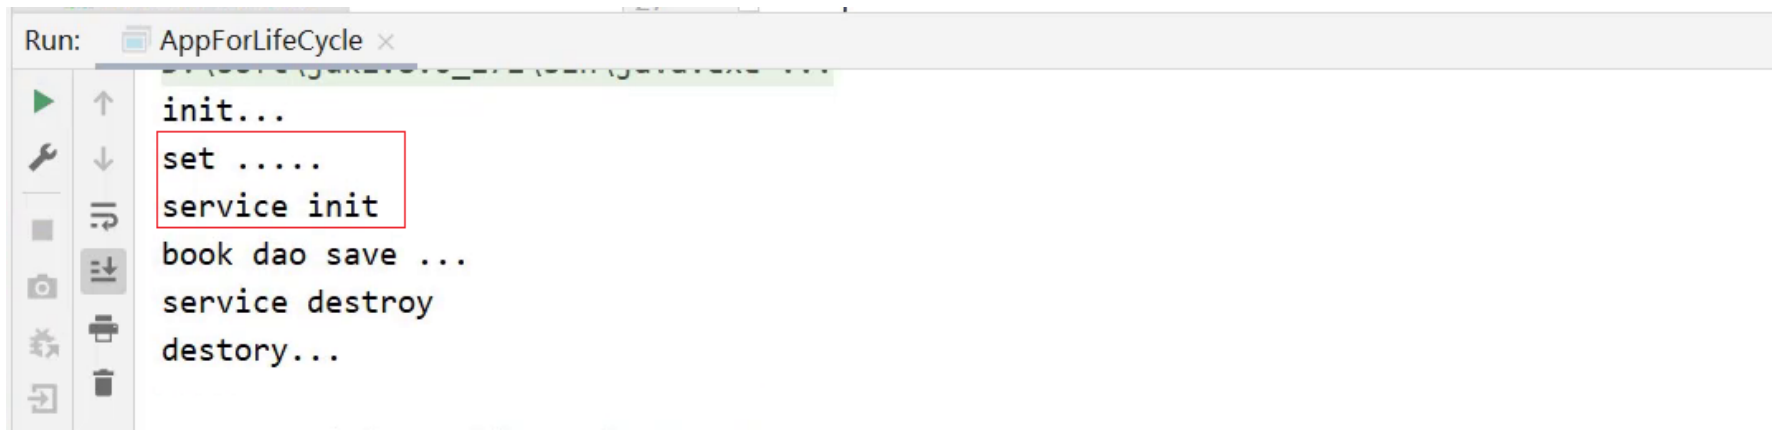 Run: AppForLifeCycle
init...
set .....
service init
book dao save ...
service destroy
destory...